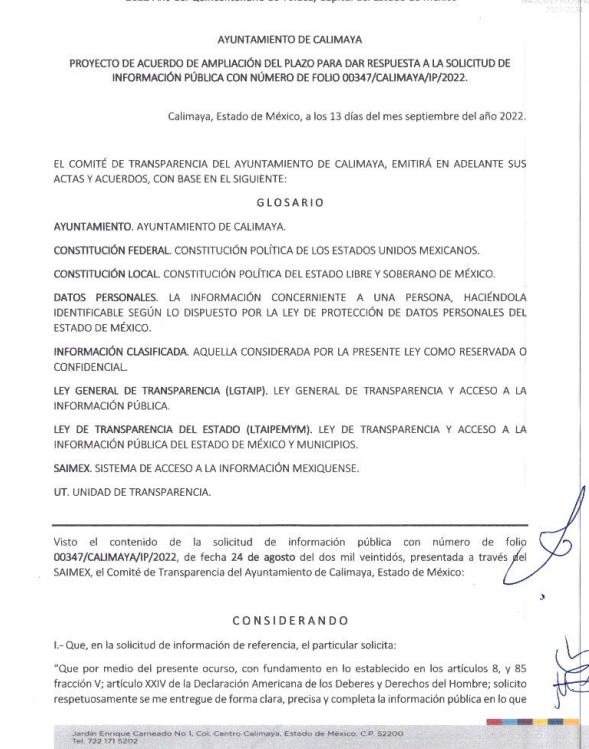 AYUNTAMIENTO DE CALIMAYA
PROYECTO DE ACUERDO DE AMPLIACIÓN DEL PLAZO PARA DAR RESPUESTA A LA SOLICITUD DE
INFORMACIÓN PÚBLICA CON NÚMERO DE FOLIO 00347/CALIMAYA/IP/2022.
Calimaya, Estado de México, a los 13 días del mes septiembre del año 2022.
EL COMITÉ DE TRANSPARENCIA DEL AYUNTAMIENTO DE CALIMAYA, EMITIRÁ EN ADELANTE SUS
ACTAS Y ACUERDOS, CON BASE EN EL SIGUIENTE:
GLOSARIO
AYUNTAMIENTO. AYUNTAMIENTO DE CALIMAYA.
CONSTITUCIÓN FEDERAL. CONSTITUCIÓN POLÍTICA DE LOS ESTADOS UNIDOS MEXICANOS.
CONSTITUCIÓN LOCAL. CONSTITUCIÓN POLÍTICA DEL ESTADO LIBRE Y SOBERANO DE MÉXICO.
DATOS PERSONALES. LA INFORMACIÓN CONCERNIENTE A UNA PERSONA, HACIÉNDOLA
IDENTIFICABLE SEGÚN LO DISPUESTO POR LA LEY DE PROTECCIÓN DE DATOS PERSONALES DEL
ESTADO DE MÉXICO.
INFORMACIÓN CLASIFICADA. AQUELLA CONSIDERADA POR LA PRESENTE LEY COMO RESERVADA O
CONFIDENCIAL.
LEY GENERAL DE TRANSPARENCIA (LGTAIP). LEY GENERAL DE TRANSPARENCIA Y ACCESO A LA
INFORMACIÓN PÚBLICA.
LEY DE TRANSPARENCIA DEL ESTADO (LTAIPEMYM). LEY DE TRANSPARENCIA Y ACCESO A LA
INFORMACIÓN PÚBLICA DEL ESTADO DE MÉXICO Y MUNICIPIOS.
SAIMEX. SISTEMA DE ACCESO A LA INFORMACIÓN MEXIQUENSE.
UT. UNIDAD DE TRANSPARENCIA.
Visto el contenido de la solicitud de información pública con número de folio
00347/CALIMAYA/IP/2022, de fecha 24 de agosto del dos mil veintidós, presentada a través del
SAIMEX, el Comité de Transparencia del Ayuntamiento de Calimaya, Estado de México:
CONSIDERANDO
I.- Que, en la solicitud de información de referencia, el particular solicita:
"Que por medio del presente ocurso, con fundamento en lo establecido en los artículos 8, y 85
fracción V; artículo XXIV de la Declaración Americana de los Deberes y Derechos del Hombre; solicito
respetuosamente se me entregue de forma clara, precisa y completa la información pública en lo que
Jardín Enrique Carneado No 1, Col. Centro Calimaya, Estado de México, C.P. 52200
Tel. 722 171 5202